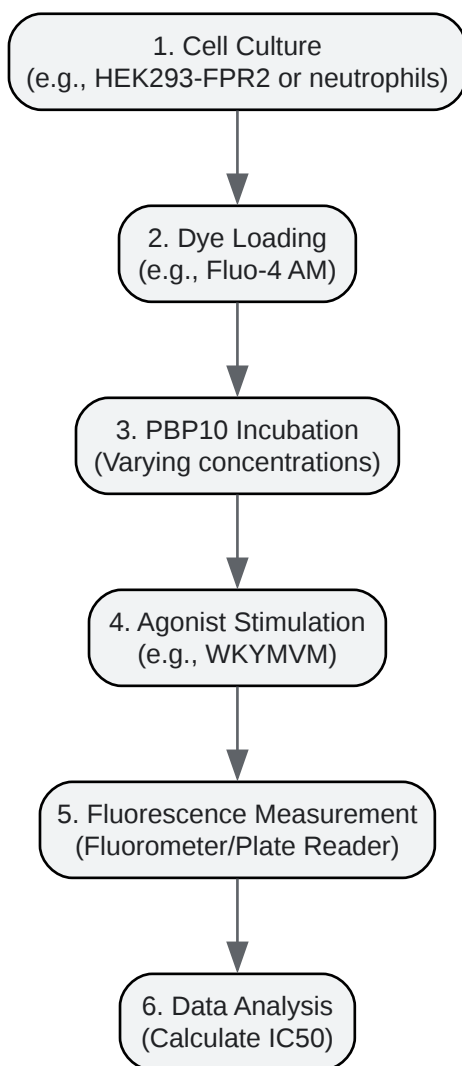 1. Cell Culture
(e.g., HEK293-FPR2 or neutrophils)
2. Dye Loading
(e.g., Fluo-4 AM)
3. PBP10 Incubation
(Varying concentrations)
4. Agonist Stimulation
(e.g., WKYMVM)
5. Fluorescence Measurement
(Fluorometer/Plate Reader)
6. Data Analysis
(Calculate IC50)